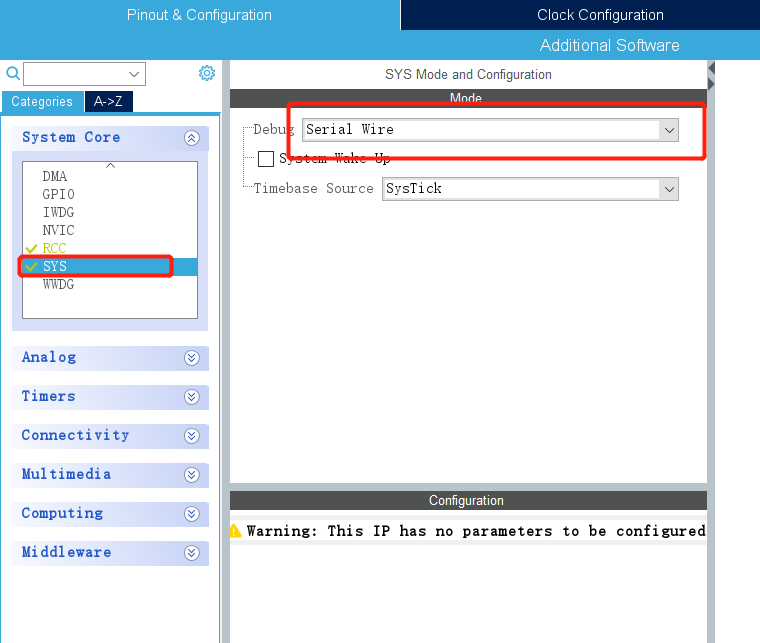 Pinout & Configuration
Clock Configuration
Additional Software
Categories
A->Z
System Core
DMA
GPIO
IWDG
NVIC
RCC
SYS
WWDG
Analog
Timers
Connectivity
Multimedia
Computing
Middleware
SYS Mode and Configuration
Mode
Debug Serial Wire
System Wake-Up
Timebase Source SysTick
Configuration
Warning: This IP has no parameters to be configured